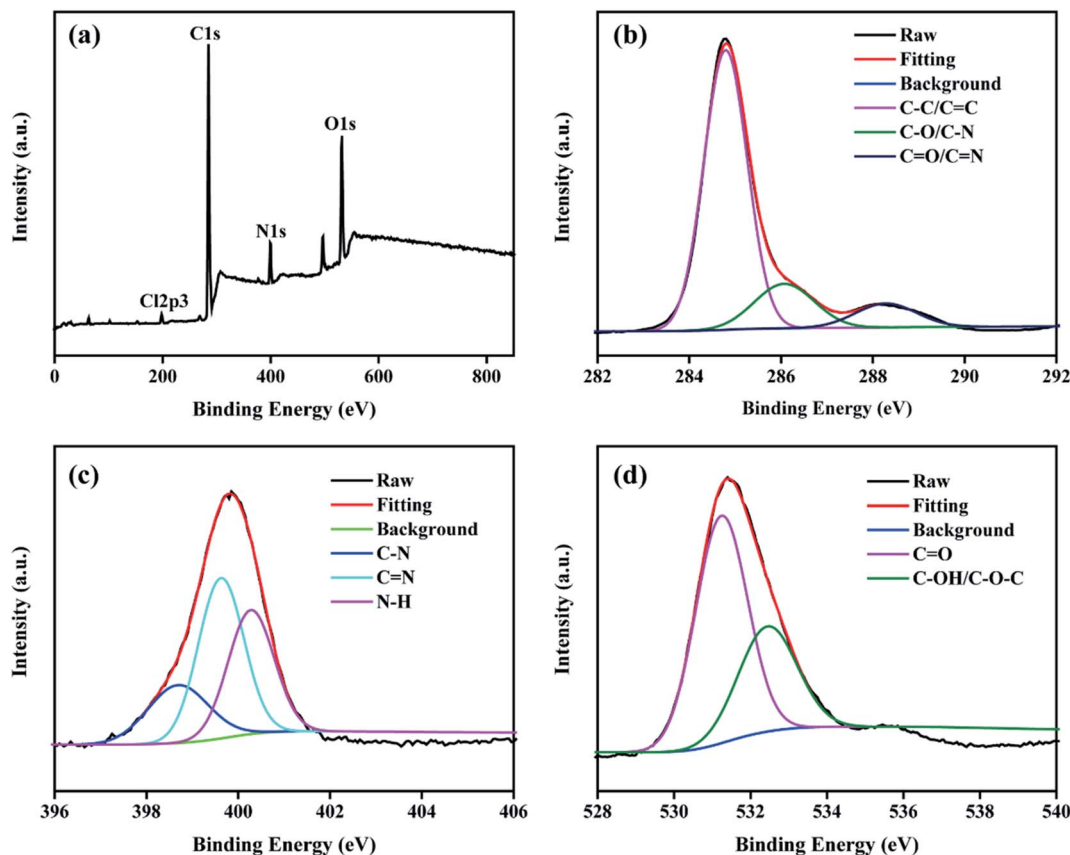 (a)
C1s
O1s
N1s
Cl2p3
Intensity (a.u.)
0 200 400 600 800
Binding Energy (eV)
(b)
Raw
Fitting
Background
C-C/C=C
C-O/C-N
C=O/C=N
Intensity (a.u.)
282 284 286 288 290 292
Binding Energy (eV)
(c)
Raw
Fitting
Background
C-N
C=N
N-H
Intensity (a.u.)
396 398 400 402 404 406
Binding Energy (eV)
(d)
Raw
Fitting
Background
C=O
C-OH/C-O-C
Intensity (a.u.)
528 530 532 534 536 538 540
Binding Energy (eV)